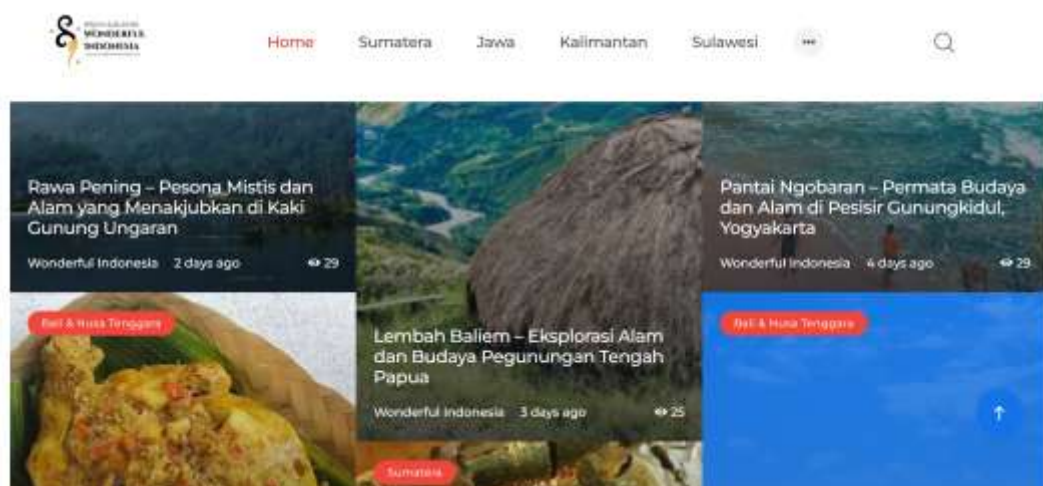 WONDERFUL
INDONESIA
Home Sumatera Jawa Kalimantan Sulawesi
Rawa Pening – Pesona Mistis dan
Alam yang Menakjubkan di Kaki
Gunung Ungaran
Wonderful Indonesia 2 days ago 29
Lembah Baliem – Eksplorasi Alam
dan Budaya Pegunungan Tengah
Papua
Wonderful Indonesia 3 days ago 25
Pantai Ngobaran – Permata Budaya
dan Alam di Pesisir Gunungkidul,
Yogyakarta
Wonderful Indonesia 4 days ago 29
Bali & Nusa Tenggara
Sumatera
Bali & Nusa Tenggara